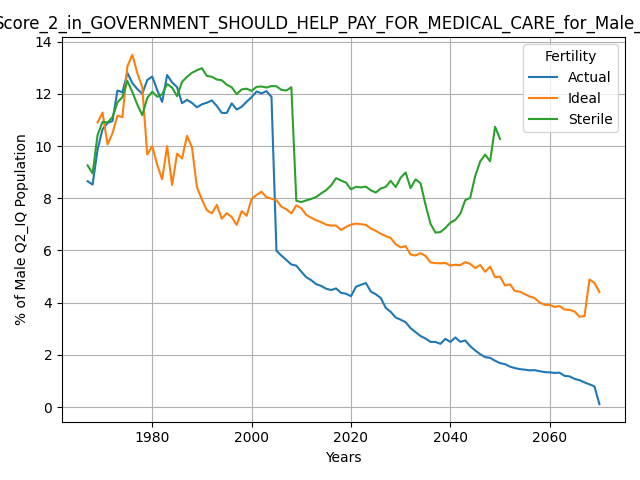 Score_2_in_GOVERNMENT_SHOULD_HELP_PAY_FOR_MEDICAL_CARE_for_Male_
Fertility
Actual
Ideal
Sterile
% of Male Q2_IQ Population
14
12
10
8
6
4
2
0
1980 2000 2020 2040 2060
Years